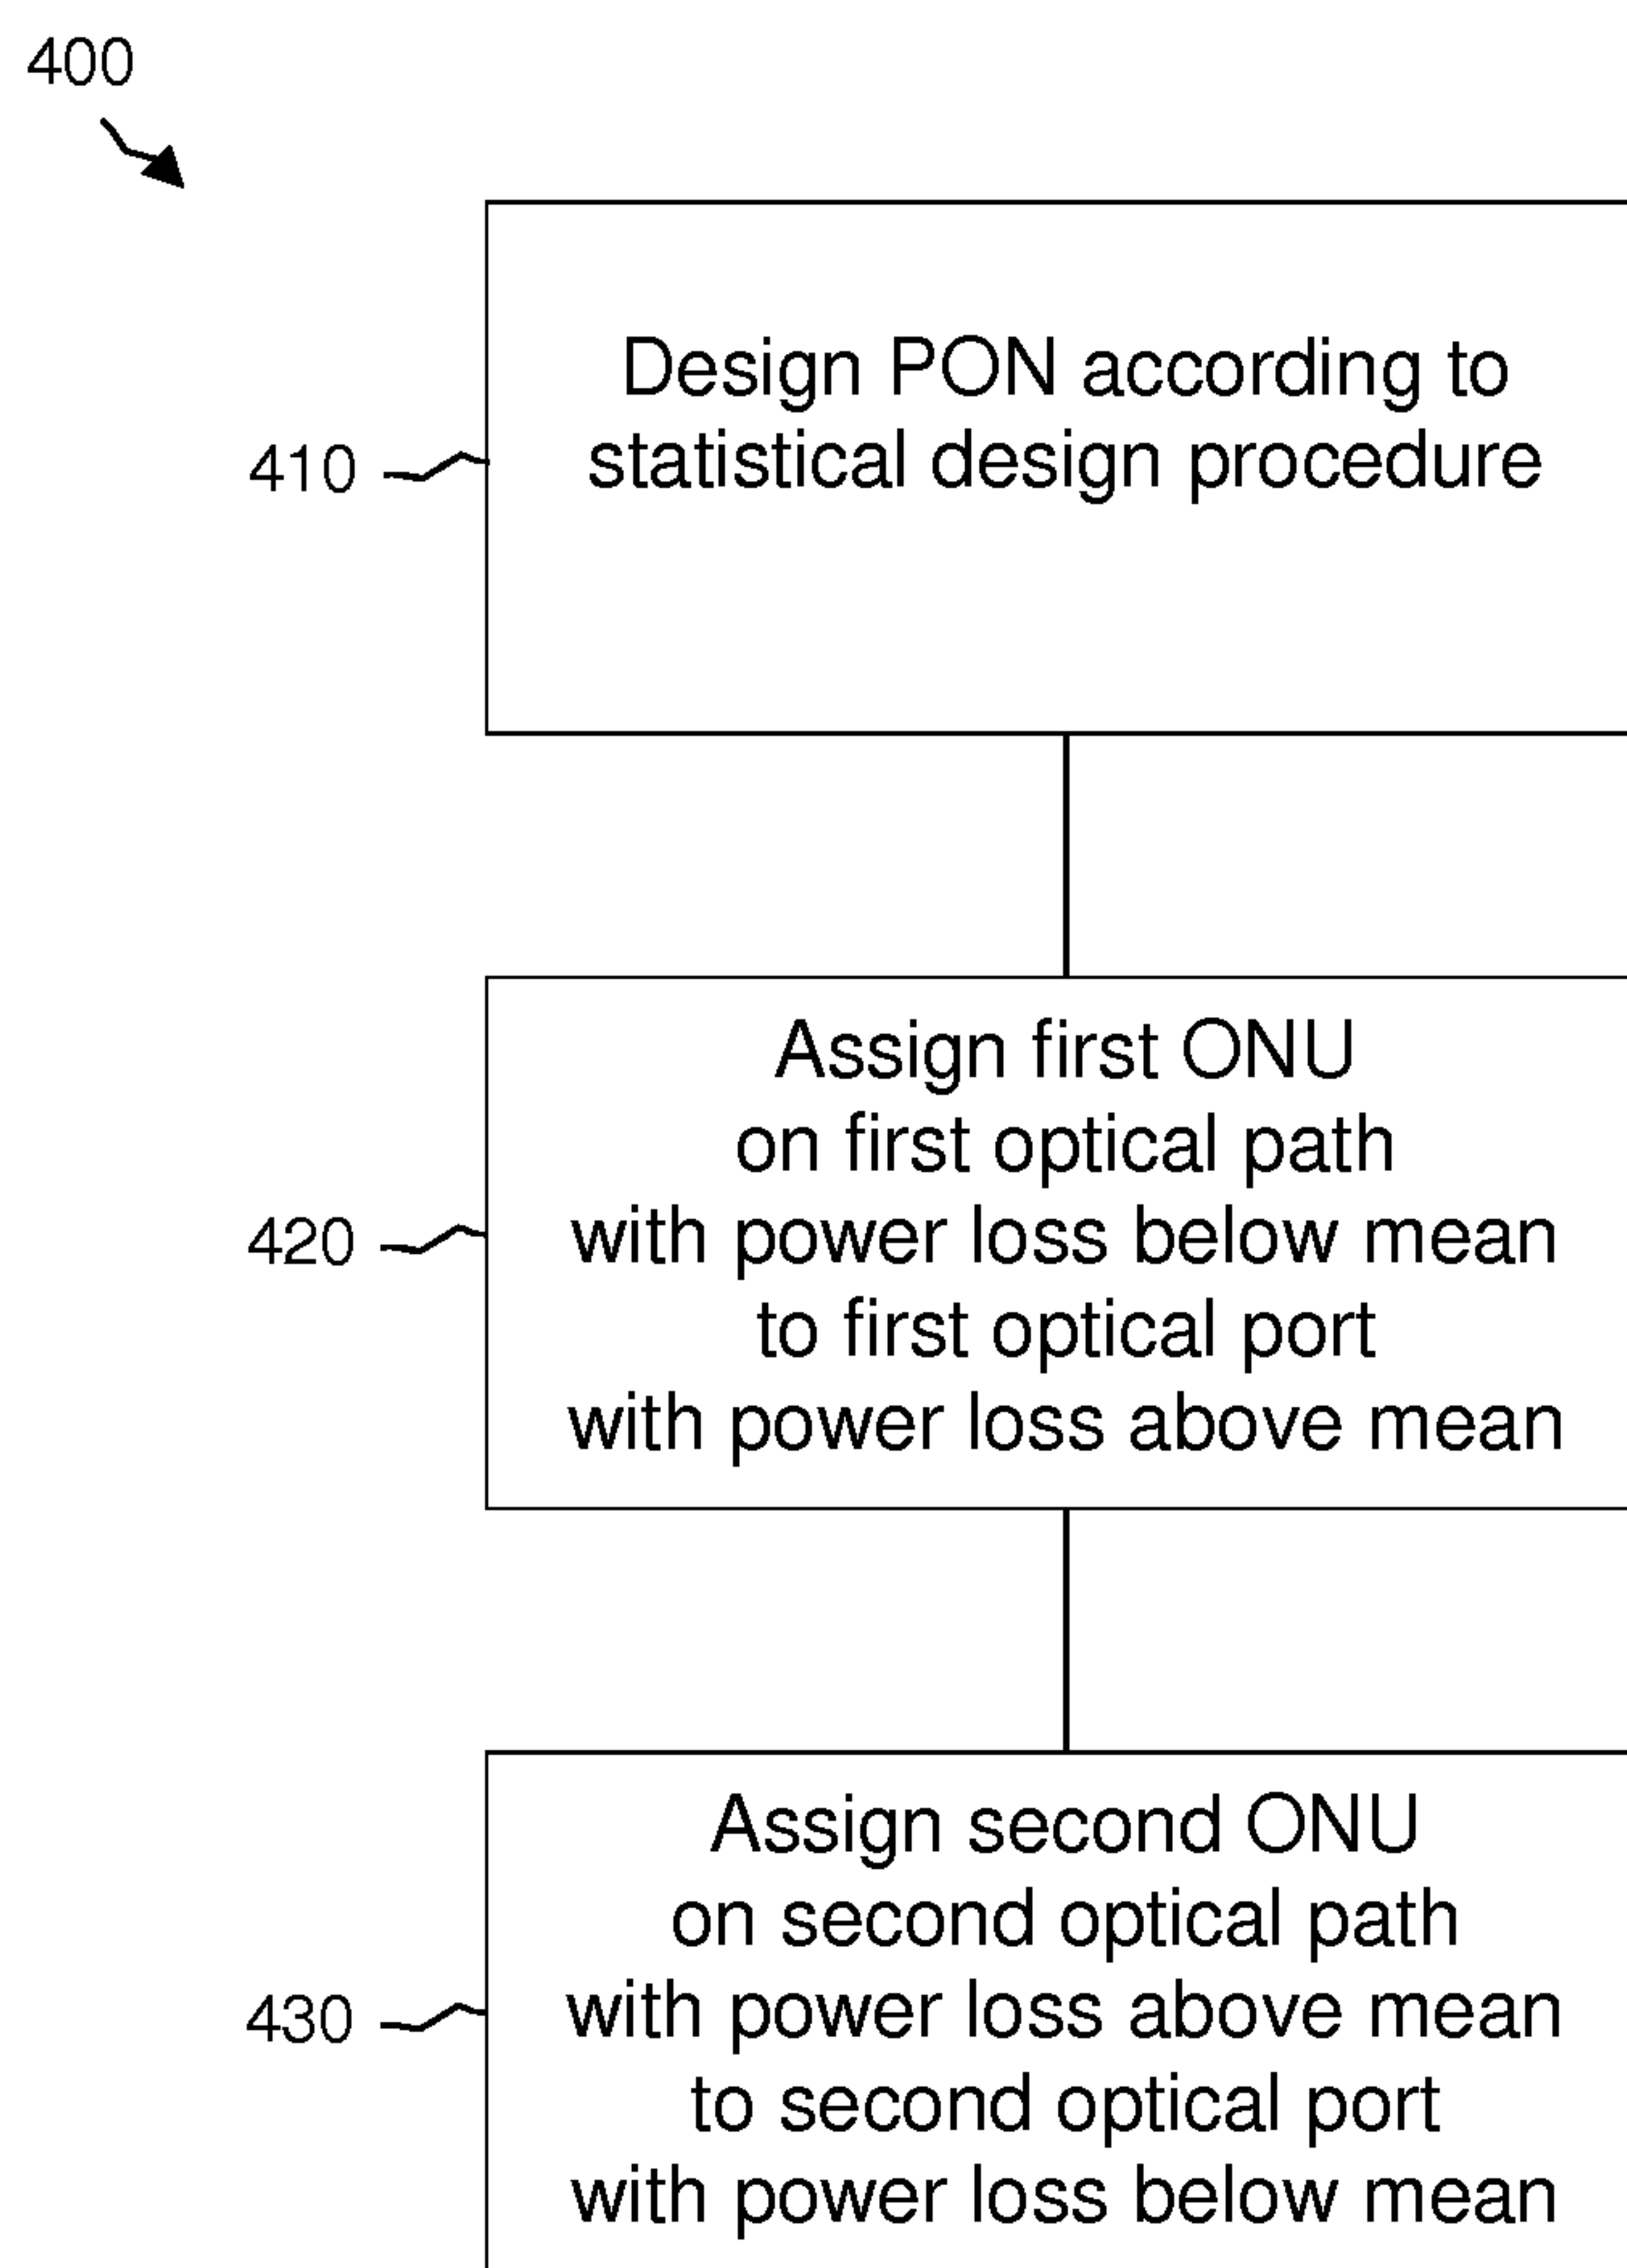 400
Design PON according to
statistical design procedure
410
Assign first ONU
on first optical path
with power loss below mean
to first optical port
with power loss above mean
420
Assign second ONU
on second optical path
with power loss above mean
to second optical port
with power loss below mean
430